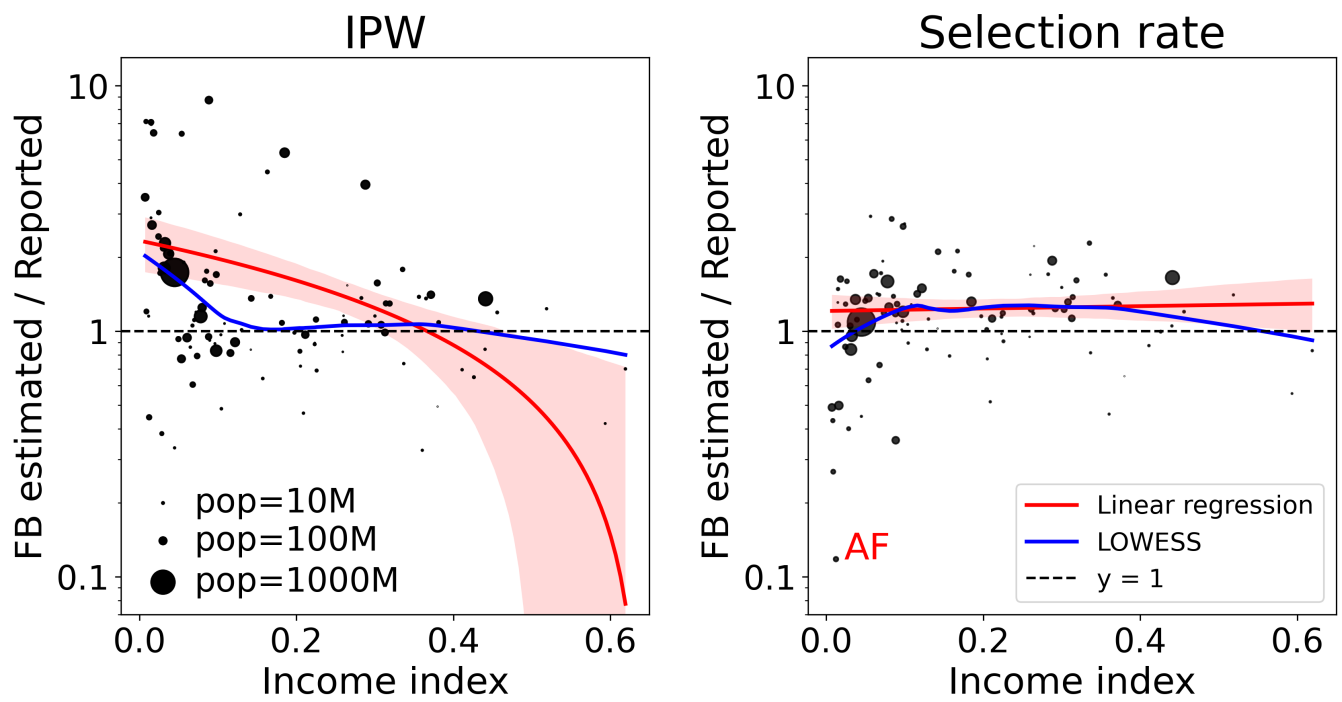 IPW
FB estimated / Reported
10
1
0.1
pop=10M
pop=100M
pop=1000M
0.0 0.2 0.4 0.6
Income index
Selection rate
FB estimated / Reported
10
1
0.1
AF
Linear regression
LOWESS
y = 1
0.0 0.2 0.4 0.6
Income index